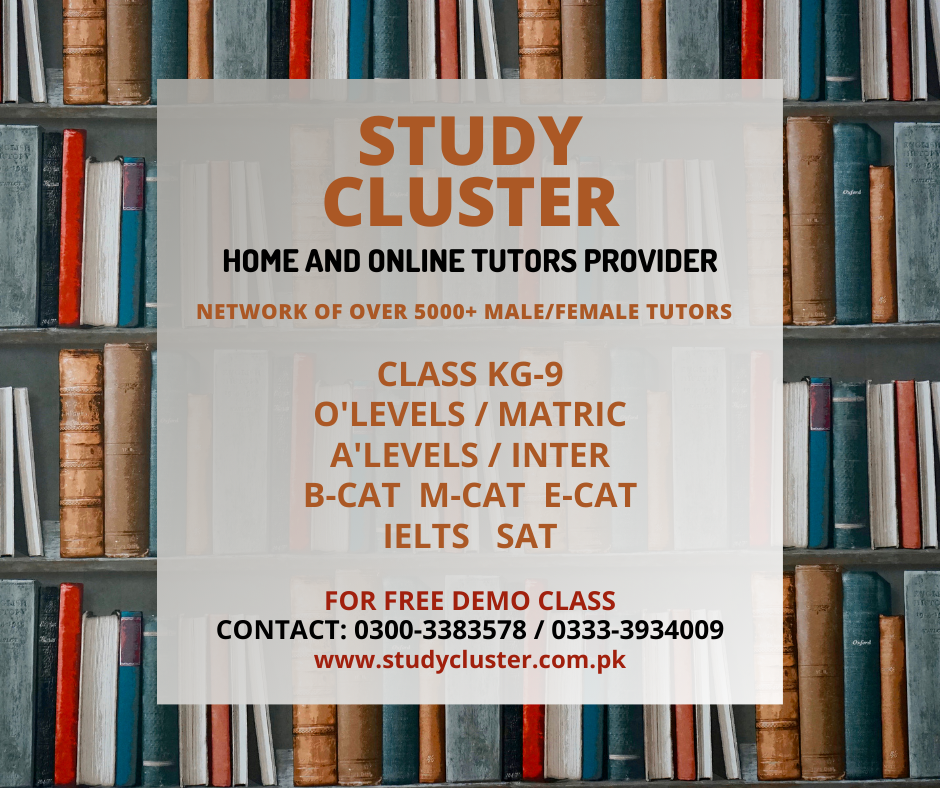 STUDY
CLUSTER
HOME AND ONLINE TUTORS PROVIDER
NETWORK OF OVER 5000+ MALE/FEMALE TUTORS
CLASS KG-9
O'LEVELS / MATRIC
A'LEVELS / INTER
B-CAT M-CAT E-CAT
IELTS SAT
FOR FREE DEMO CLASS
CONTACT: 0300-3383578 / 0333-3934009
www.studycluster.com.pk
Oxford
Oxford